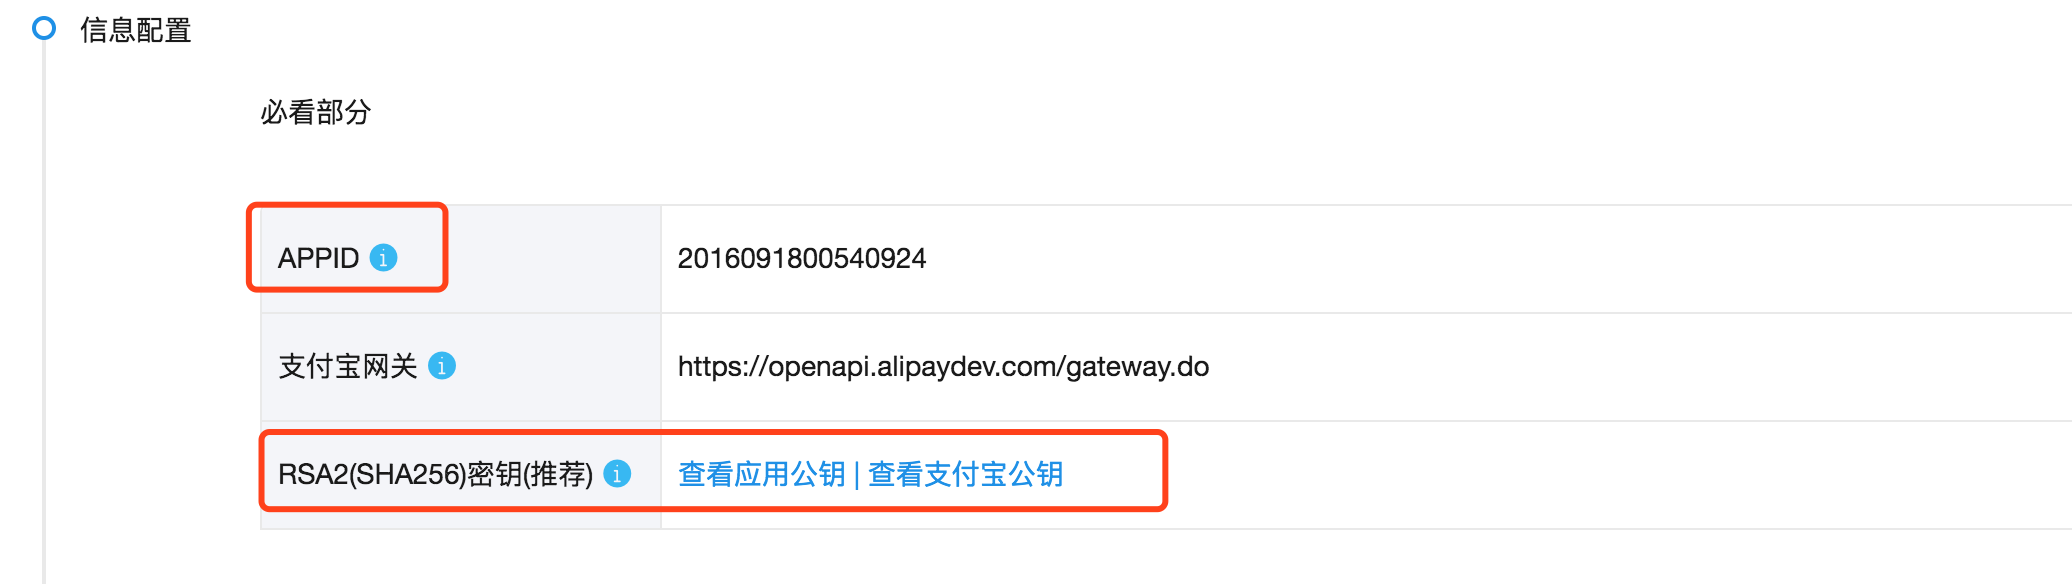 信息配置
必看部分
APPID
2016091800540924
支付宝网关
https://openapi.alipaydev.com/gateway.do
RSA2(SHA256)密钥(推荐)
查看应用公钥 | 查看支付宝公钥